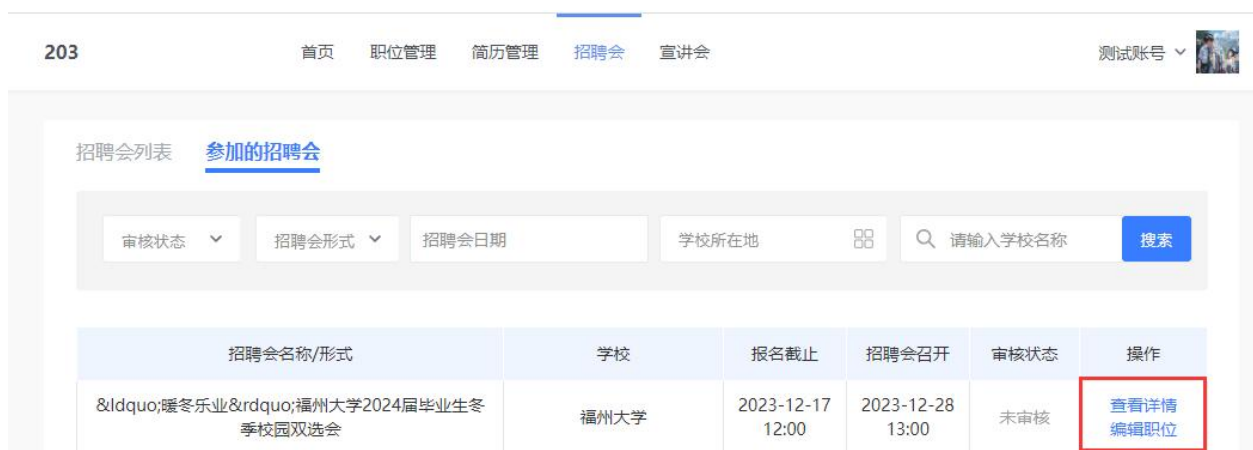 203 首页 职位管理 简历管理 招聘会 宣讲会 测试账号
招聘会列表 参加的招聘会
审核状态 招聘会形式 招聘会日期 学校所在地 请输入学校名称 搜索
招聘会名称/形式 学校 报名截止 招聘会召开 审核状态 操作
&ldquo;暖冬乐业&rdquo;福州大学2024届毕业生冬 2023-12-17 2023-12-28 查看详情
福州大学 未审核
季校园双选会 12:00 13:00 编辑职位